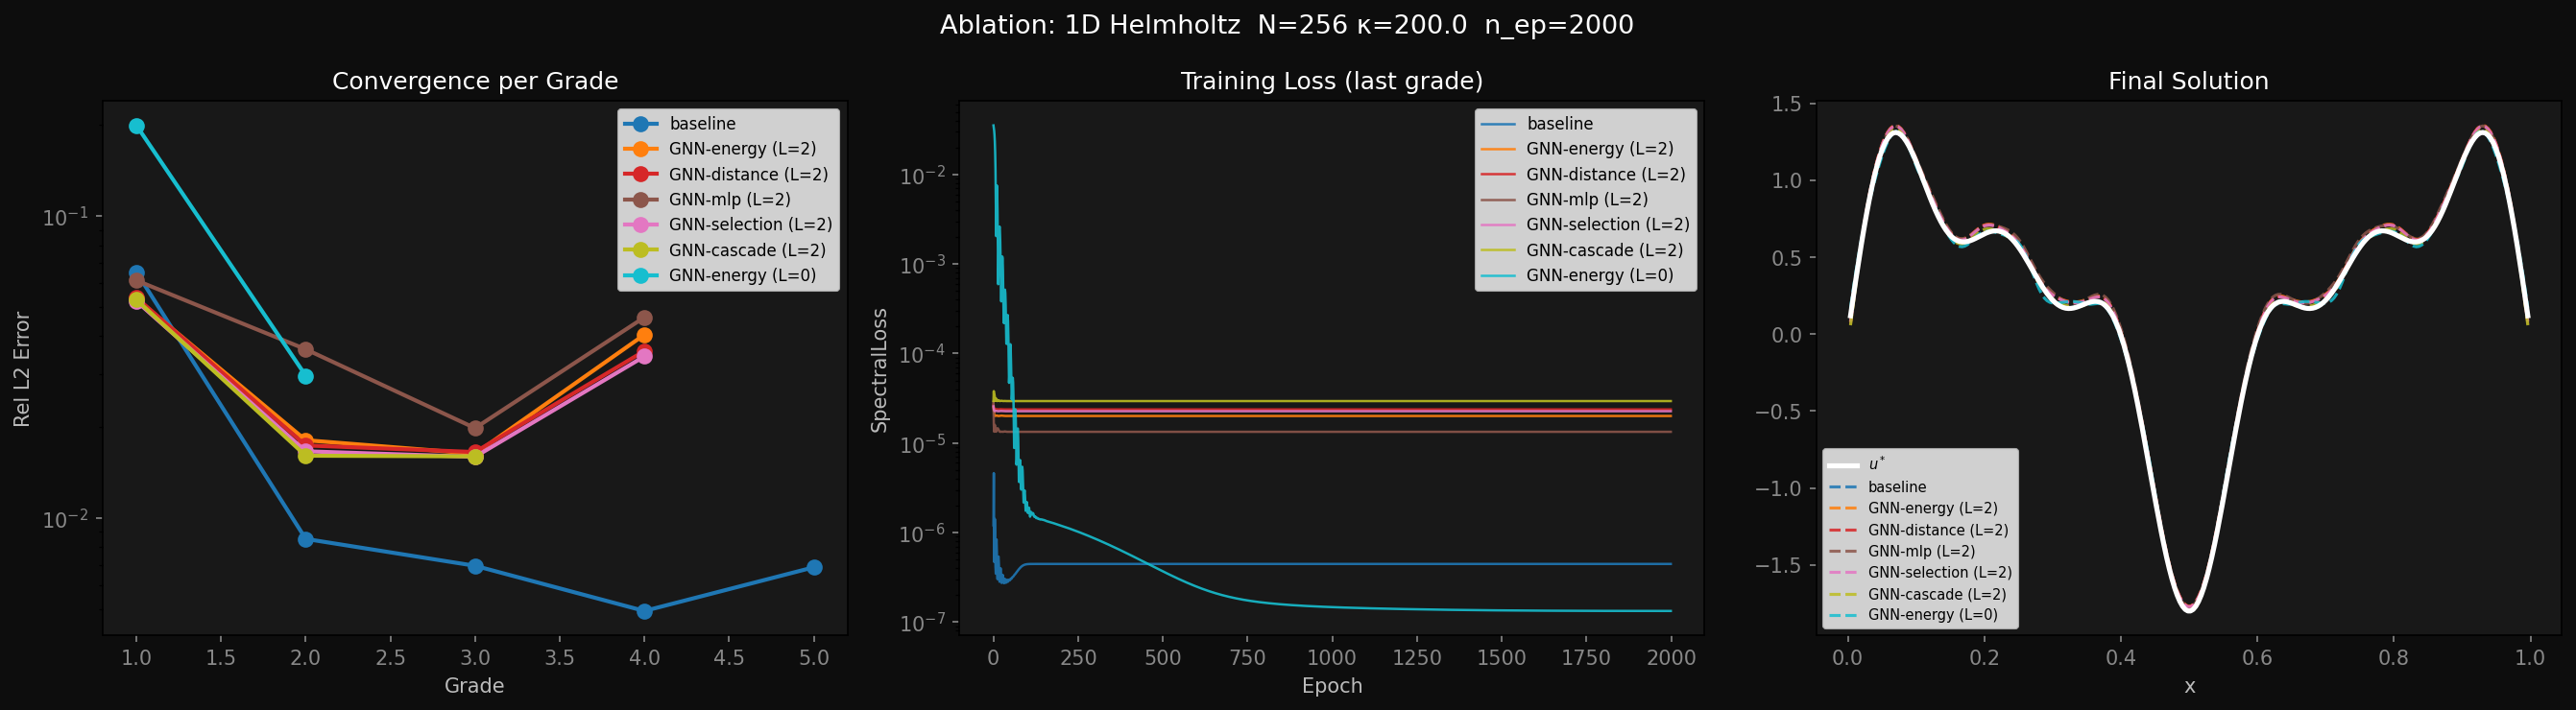 Ablation: 1D Helmholtz  N=256 κ=200.0  n_ep=2000
Convergence per Grade
Rel L2 Error
10⁻¹
10⁻²
1.0 1.5 2.0 2.5 3.0 3.5 4.0 4.5 5.0
Grade
baseline
GNN-energy (L=2)
GNN-distance (L=2)
GNN-mlp (L=2)
GNN-selection (L=2)
GNN-cascade (L=2)
GNN-energy (L=0)
Training Loss (last grade)
SpectralLoss
10⁻²
10⁻³
10⁻⁴
10⁻⁵
10⁻⁶
10⁻⁷
0 250 500 750 1000 1250 1500 1750 2000
Epoch
baseline
GNN-energy (L=2)
GNN-distance (L=2)
GNN-mlp (L=2)
GNN-selection (L=2)
GNN-cascade (L=2)
GNN-energy (L=0)
Final Solution
1.5
1.0
0.5
0.0
−0.5
−1.0
−1.5
0.0 0.2 0.4 0.6 0.8 1.0
x
u*
baseline
GNN-energy (L=2)
GNN-distance (L=2)
GNN-mlp (L=2)
GNN-selection (L=2)
GNN-cascade (L=2)
GNN-energy (L=0)